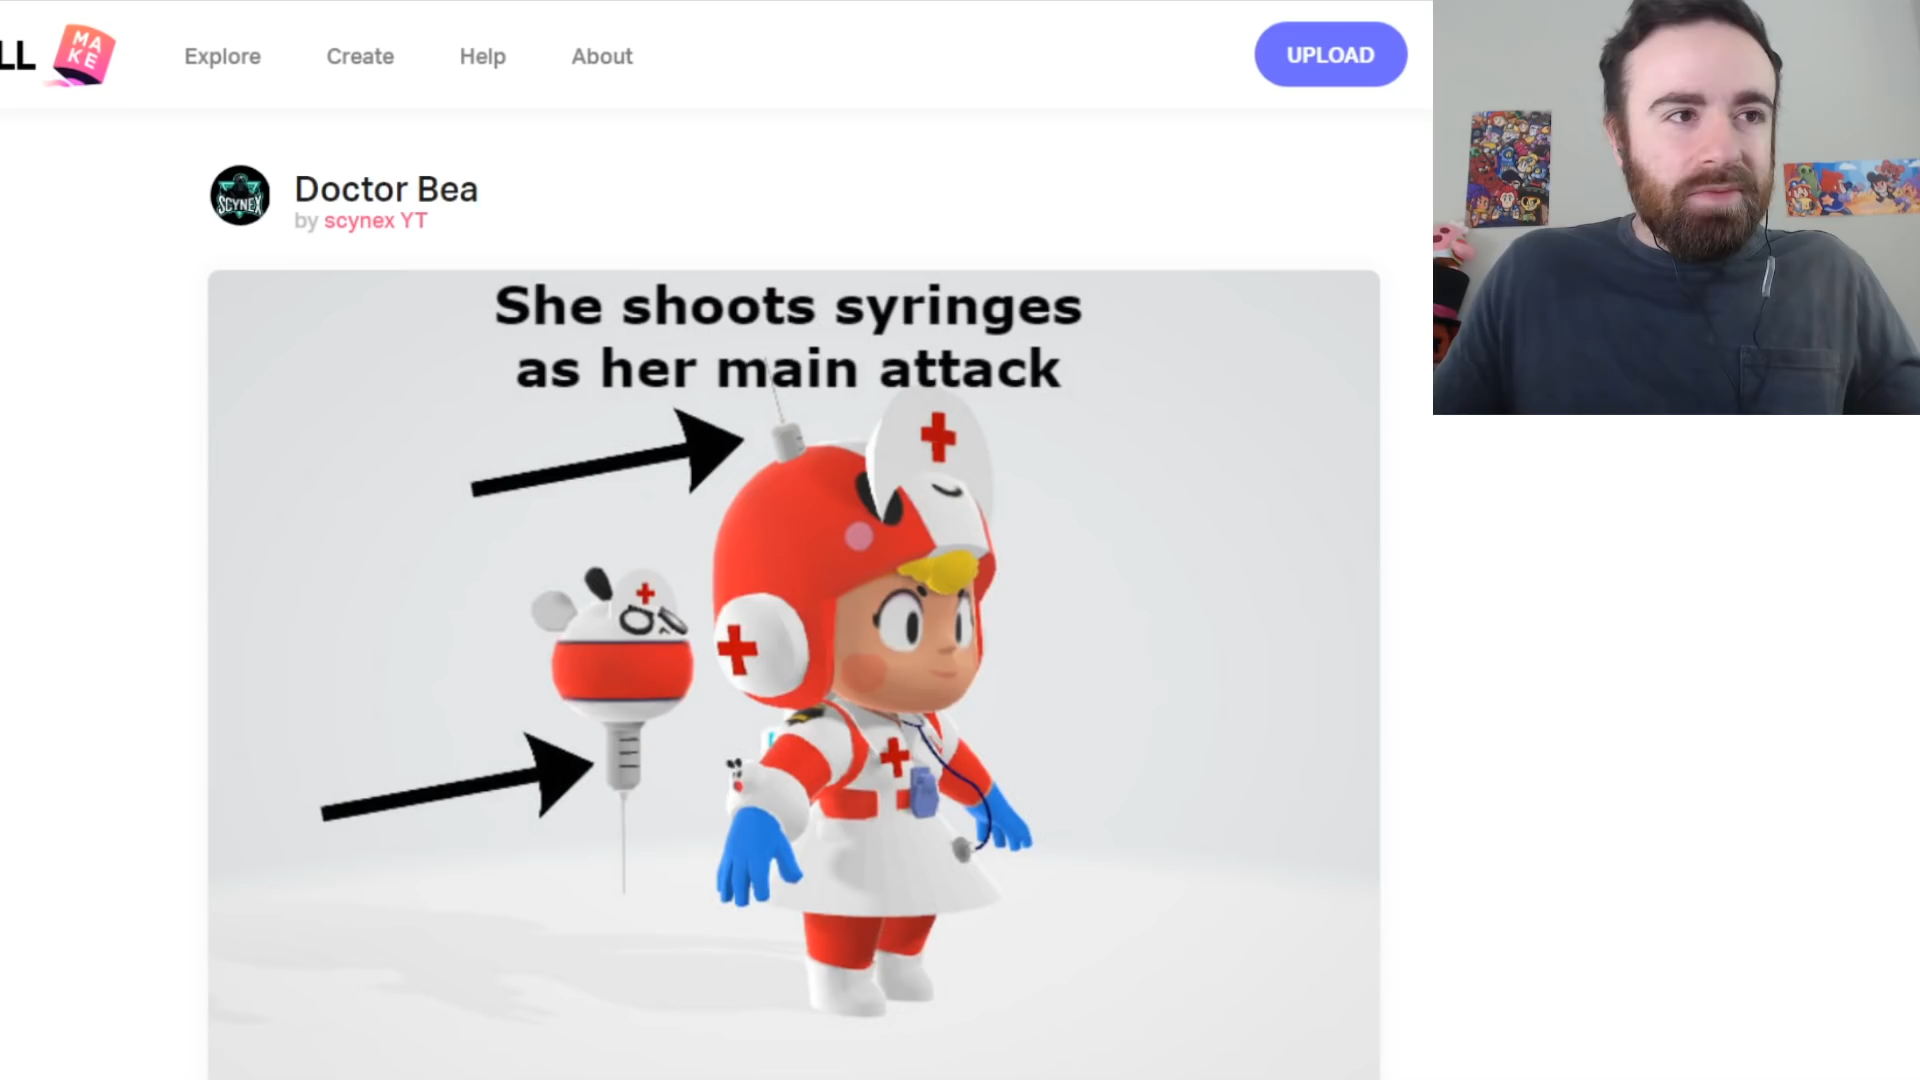 LL
MA
KE
Explore
Create
Help
About
UPLOAD
SCYNEX
Doctor Bea
by scynex YT
She shoots syringes
as her main attack